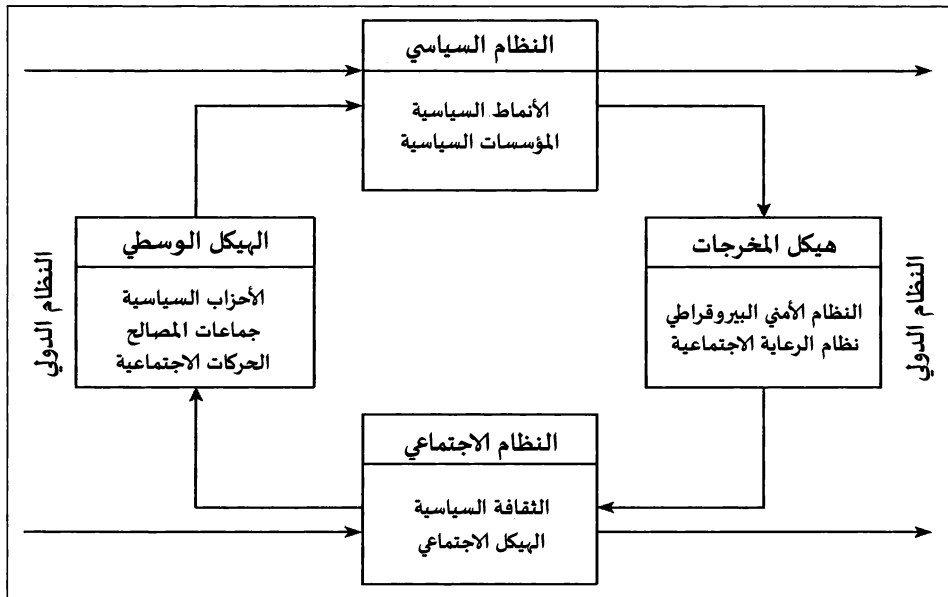 النظام السياسي
الأنماط السياسية
المؤسسات السياسية
هيكل المخرجات
النظام الأمني البيروقراطي
نظام الرعاية الاجتماعية
الهيكل الوسطي
الأحزاب السياسية
جماعات المصالح
الحركات الاجتماعية
النظام الاجتماعي
الثقافة السياسية
الهيكل الاجتماعي
النظام الدولي
النظام الدولي